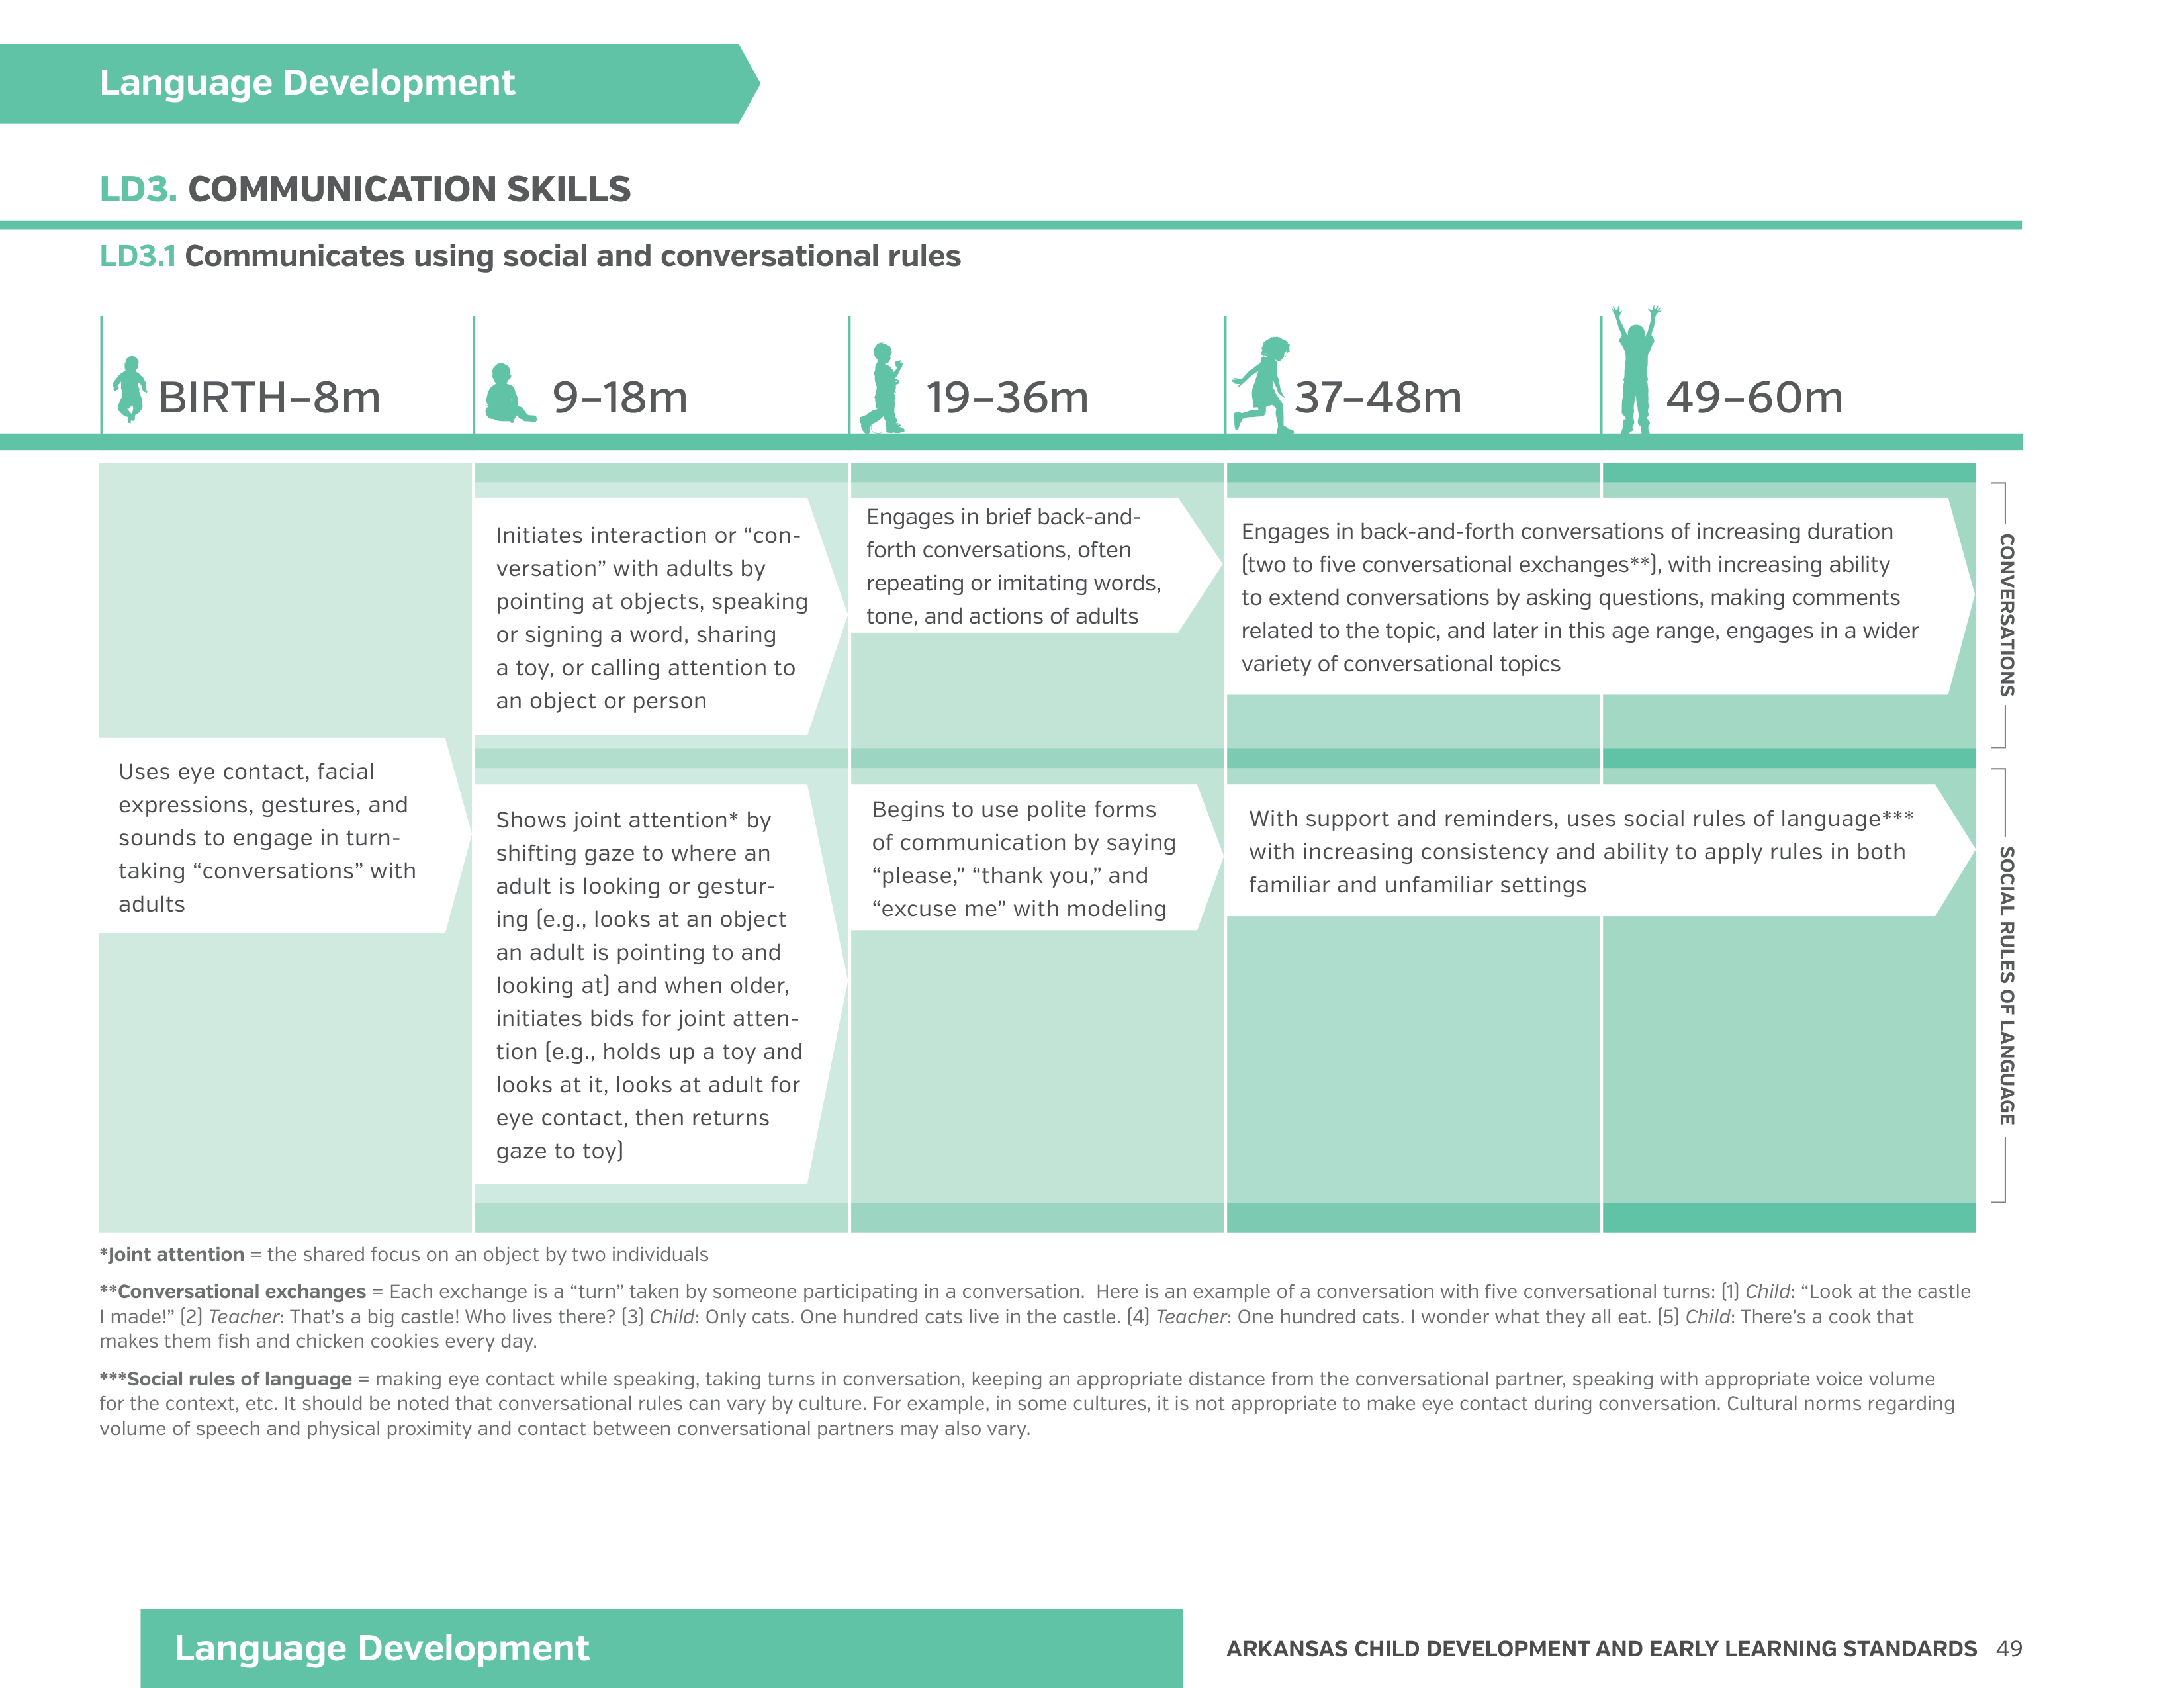 Language Development
LD3. COMMUNICATION SKILLS
LD3.1 Communicates using social and conversational rules
BIRTH–8m
9–18m
19–36m
37–48m
49–60m
Uses eye contact, facial
expressions, gestures, and
sounds to engage in turn-
taking “conversations” with
adults
Initiates interaction or “con-
versation” with adults by
pointing at objects, speaking
or signing a word, sharing
a toy, or calling attention to
an object or person
Engages in brief back-and-
forth conversations, often
repeating or imitating words,
tone, and actions of adults
Engages in back-and-forth conversations of increasing duration
(two to five conversational exchanges**), with increasing ability
to extend conversations by asking questions, making comments
related to the topic, and later in this age range, engages in a wider
variety of conversational topics
CONVERSATIONS
Shows joint attention* by
shifting gaze to where an
adult is looking or gestur-
ing (e.g., looks at an object
an adult is pointing to and
looking at) and when older,
initiates bids for joint atten-
tion (e.g., holds up a toy and
looks at it, looks at adult for
eye contact, then returns
gaze to toy)
Begins to use polite forms
of communication by saying
“please,” “thank you,” and
“excuse me” with modeling
With support and reminders, uses social rules of language***
with increasing consistency and ability to apply rules in both
familiar and unfamiliar settings
SOCIAL RULES OF LANGUAGE
*Joint attention = the shared focus on an object by two individuals
**Conversational exchanges = Each exchange is a “turn” taken by someone participating in a conversation.  Here is an example of a conversation with five conversational turns: (1) Child: “Look at the castle
I made!” (2) Teacher: That’s a big castle! Who lives there? (3) Child: Only cats. One hundred cats live in the castle. (4) Teacher: One hundred cats. I wonder what they all eat. (5) Child: There’s a cook that
makes them fish and chicken cookies every day.
***Social rules of language = making eye contact while speaking, taking turns in conversation, keeping an appropriate distance from the conversational partner, speaking with appropriate voice volume
for the context, etc. It should be noted that conversational rules can vary by culture. For example, in some cultures, it is not appropriate to make eye contact during conversation. Cultural norms regarding
volume of speech and physical proximity and contact between conversational partners may also vary.
Language Development
ARKANSAS CHILD DEVELOPMENT AND EARLY LEARNING STANDARDS 49